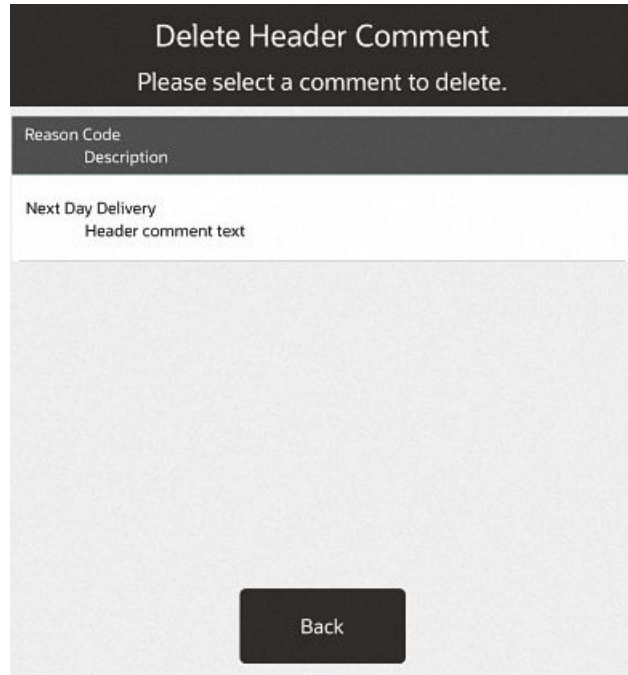 Delete Header Comment
Please select a comment to delete.
Reason Code
Description
Next Day Delivery
Header comment text
Back